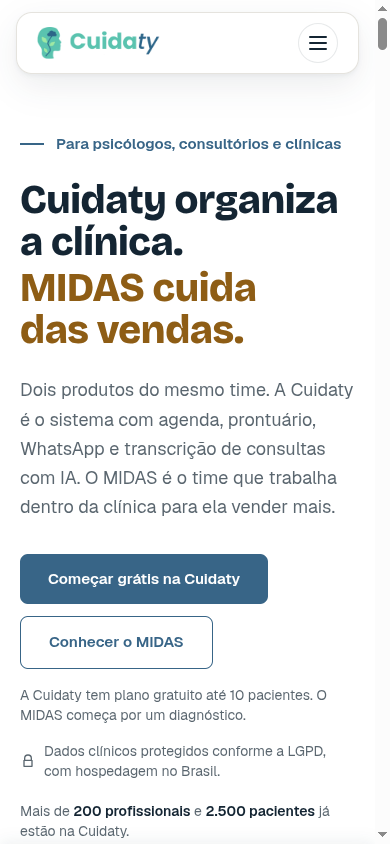 Cuidaty
Para psicólogos, consultórios e clínicas
Cuidaty organiza
a clínica.
MIDAS cuida
das vendas.
Dois produtos do mesmo time. A Cuidaty
é o sistema com agenda, prontuário,
WhatsApp e transcrição de consultas
com IA. O MIDAS é o time que trabalha
dentro da clínica para ela vender mais.
Começar grátis na Cuidaty
Conhecer o MIDAS
A Cuidaty tem plano gratuito até 10 pacientes. O
MIDAS começa por um diagnóstico.
Dados clínicos protegidos conforme a LGPD,
com hospedagem no Brasil.
Mais de 200 profissionais e 2.500 pacientes já
estão na Cuidaty.